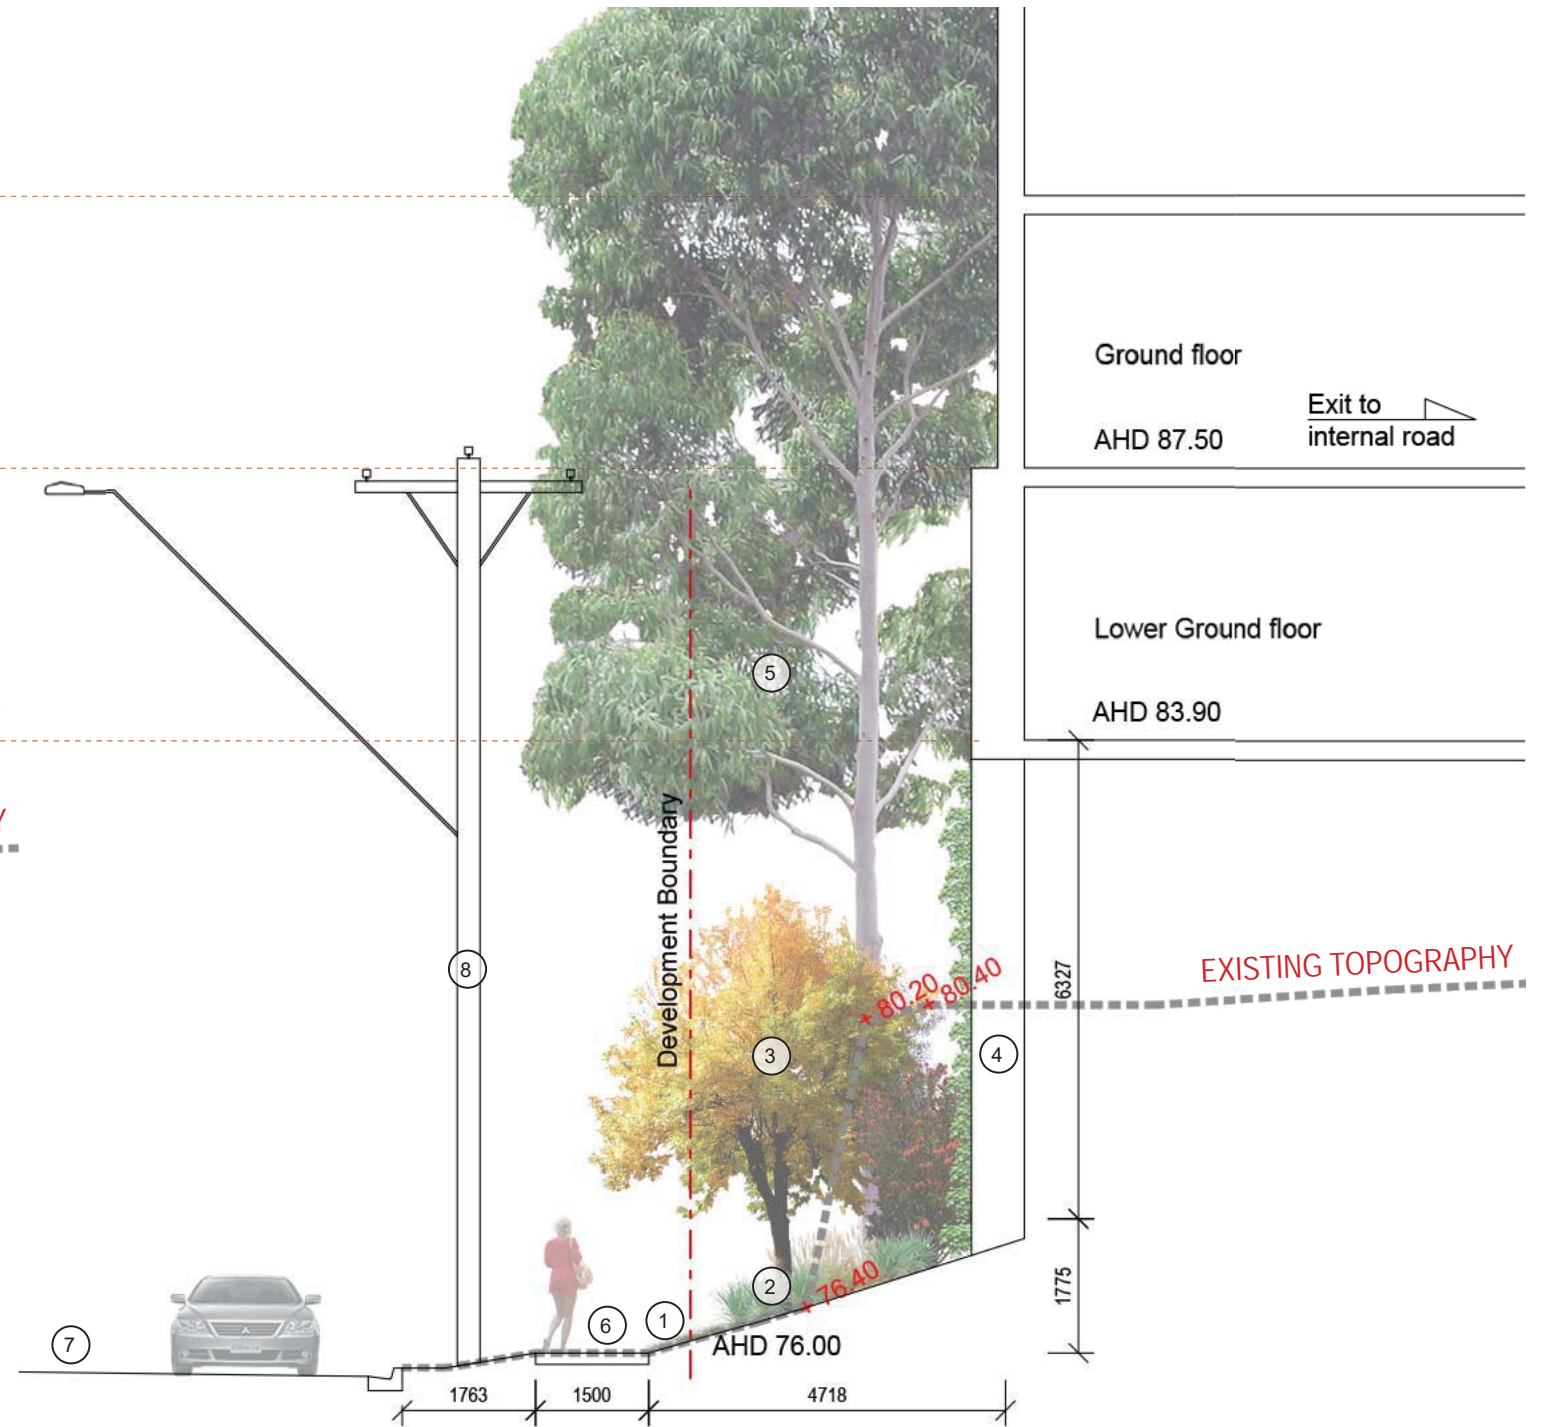 Ground floor
Exit to
internal road
AHD 87.50
Lower Ground floor
5
AHD 83.90
Y
Development Boundary
8
EXISTING TOPOGRAPHY
80.20
80.40
6327
3
4
2
76.40
1775
1
6
7
AHD 76.00
1763
1500
4718